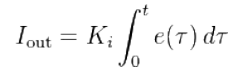 I_out = K_i ∫_0^t e(τ) dτ